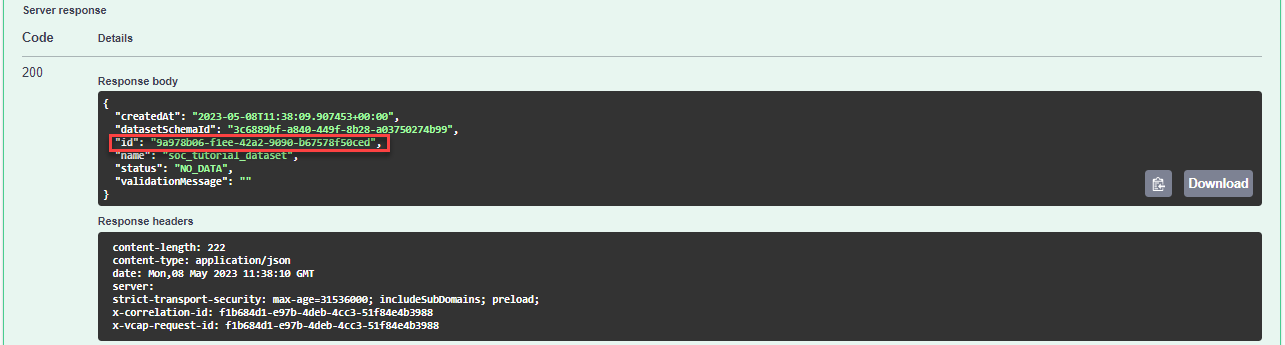 Server response
Code Details
200
Response body
{
"createdAt": "2023-05-08T11:38:09.907453+00:00",
"datasetSchemaId": "3c6889bf-a840-449f-8b28-a03750274b99",
"id": "9a978b06-f1ee-42a2-9090-b67578f50ced",
"name": "soc_tutorial_dataset",
"status": "NO_DATA",
"validationMessage": ""
}
Download
Response headers
content-length: 222
content-type: application/json
date: Mon,08 May 2023 11:38:10 GMT
server:
strict-transport-security: max-age=31536000; includeSubDomains; preload;
x-correlation-id: f1b684d1-e97b-4deb-4cc3-51f84e4b3988
x-vcap-request-id: f1b684d1-e97b-4deb-4cc3-51f84e4b3988